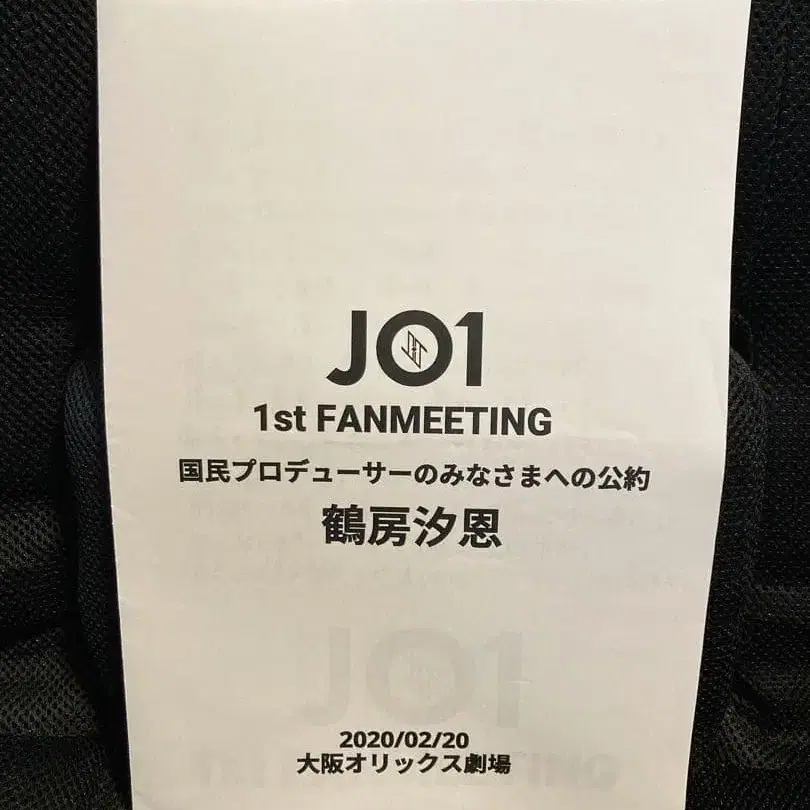 JO1
1st FANMEETING
国民プロデューサーのみなさまへの公約
鶴房汐恩
JO1
2020/02/20
大阪オリックス劇場